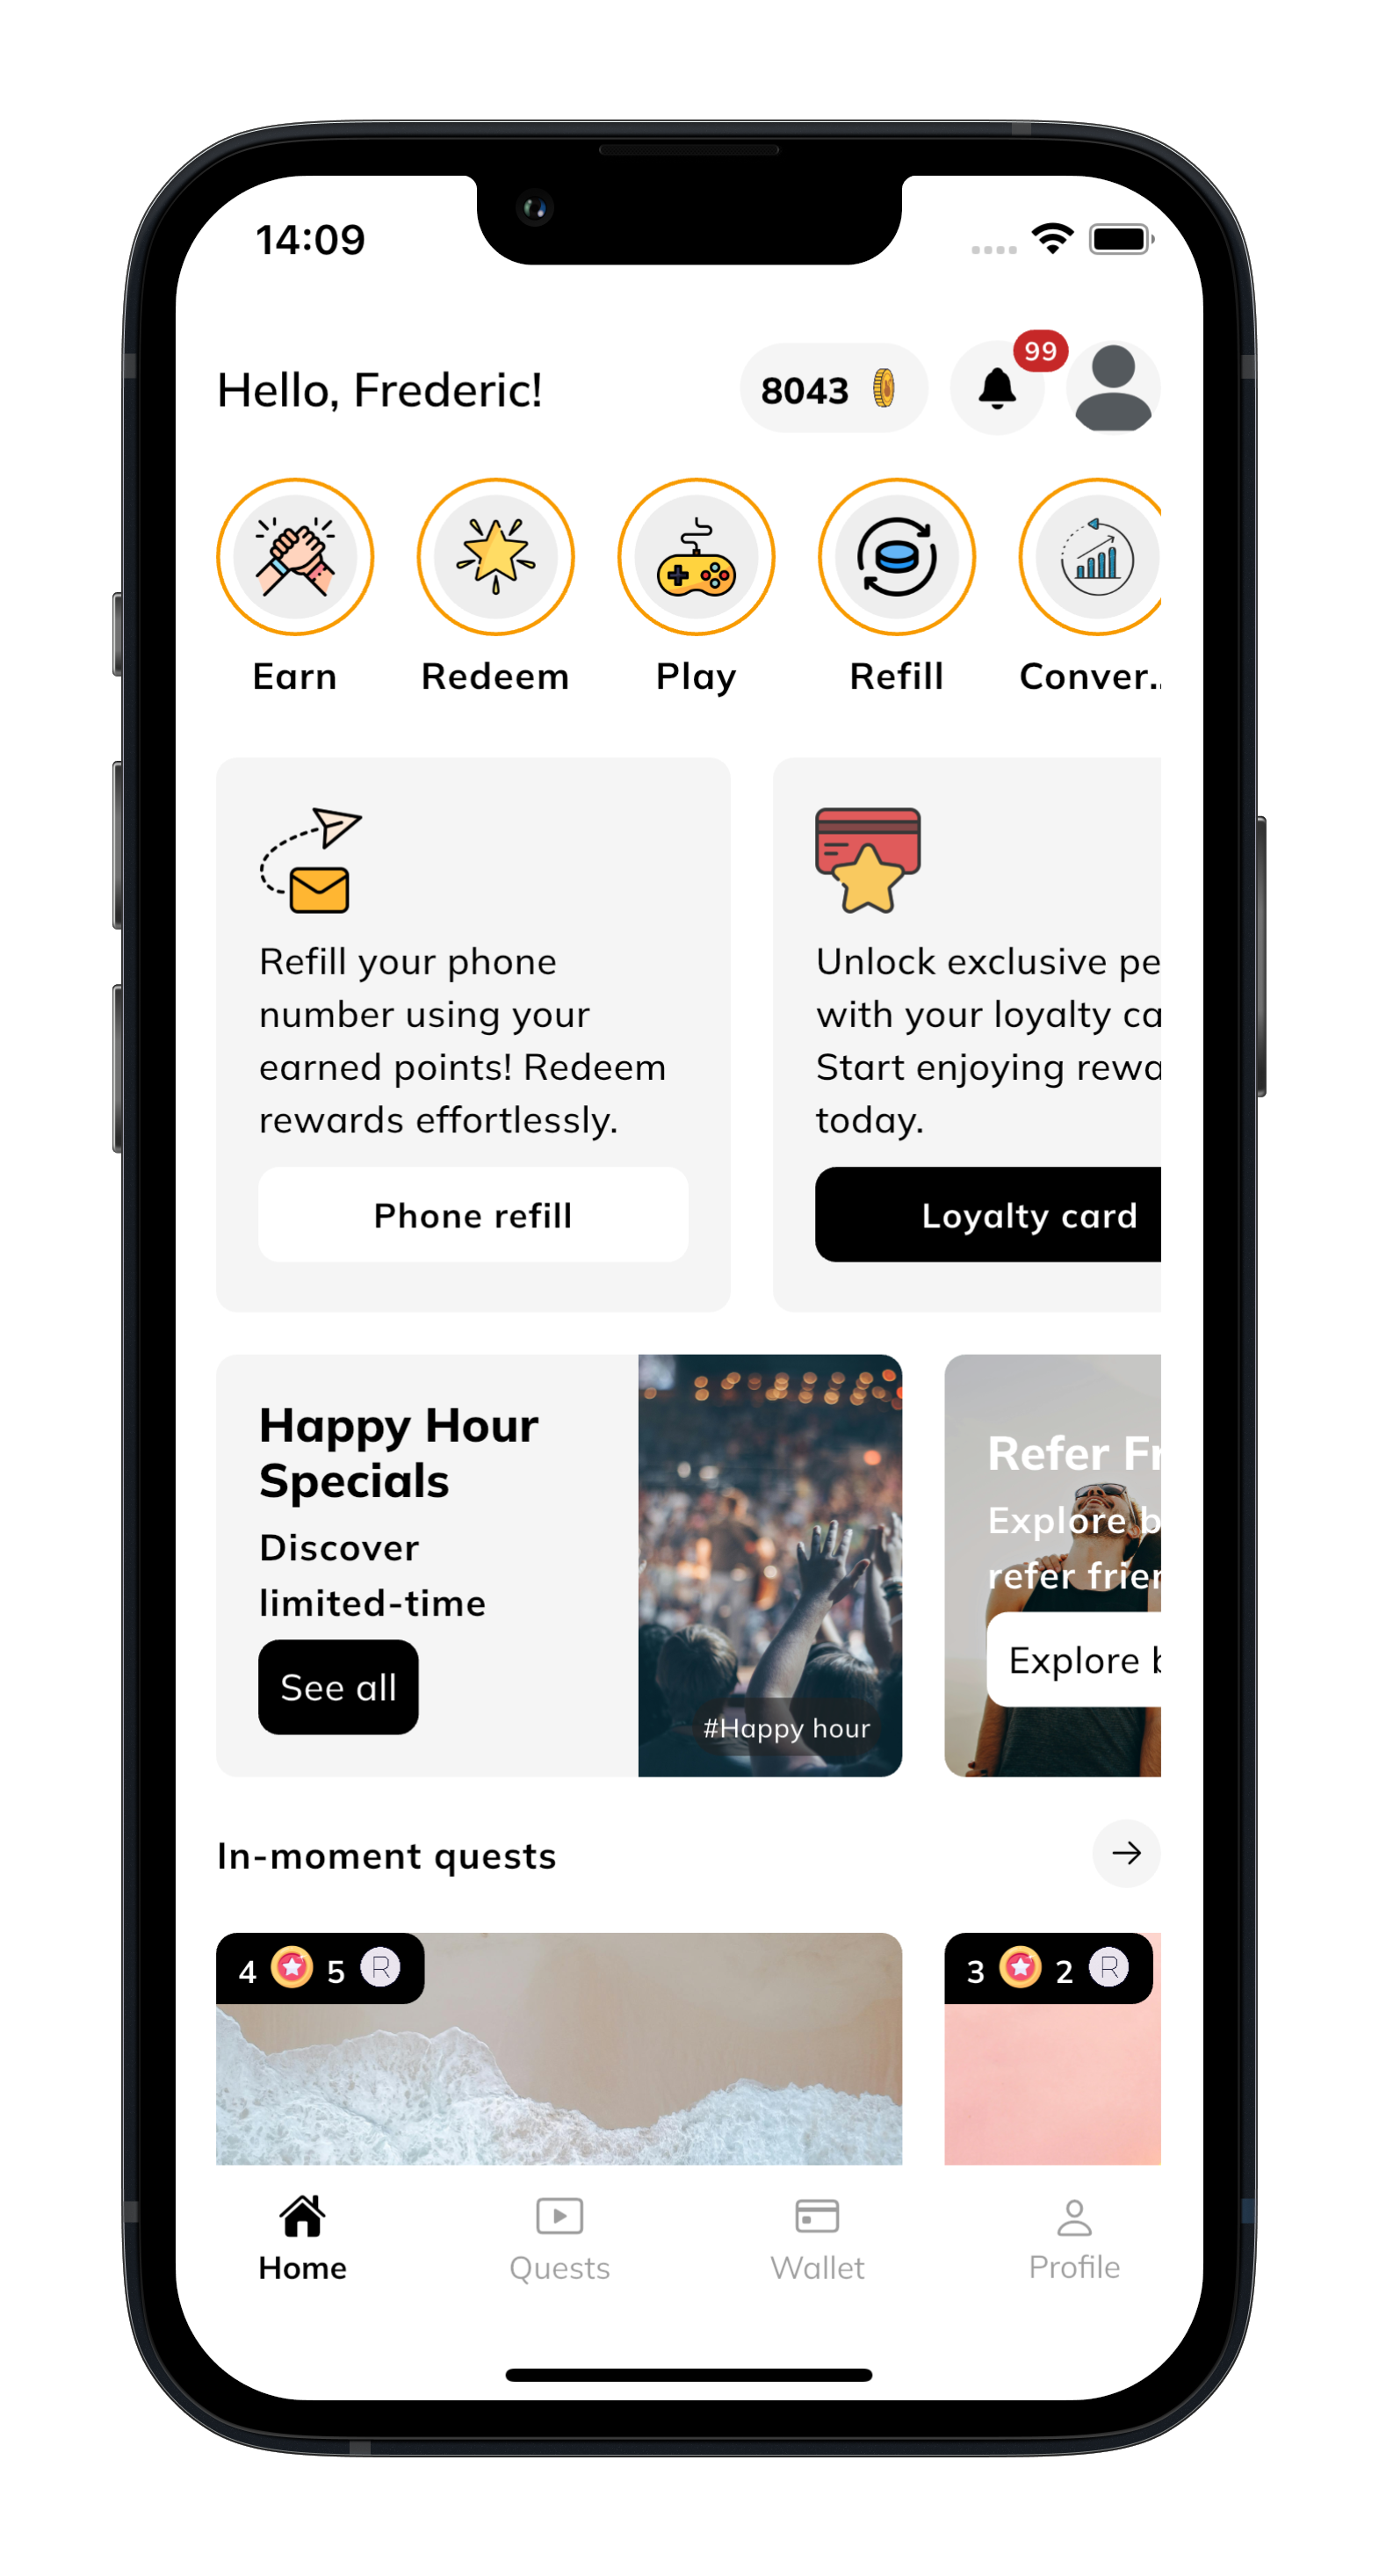 14:09
Hello, Frederic!
8043
99
Earn
Redeem
Play
Refill
Conver..
Refill your phone
number using your
earned points! Redeem
rewards effortlessly.
Phone refill
Unlock exclusive pe
with your loyalty ca
Start enjoying rewa
today.
Loyalty card
Happy Hour
Specials
Discover
limited-time
See all
#Happy hour
Refer Fr
Explore b
refer frien
Explore b
In-moment quests
4 5 R
3 2 R
Home
Quests
Wallet
Profile